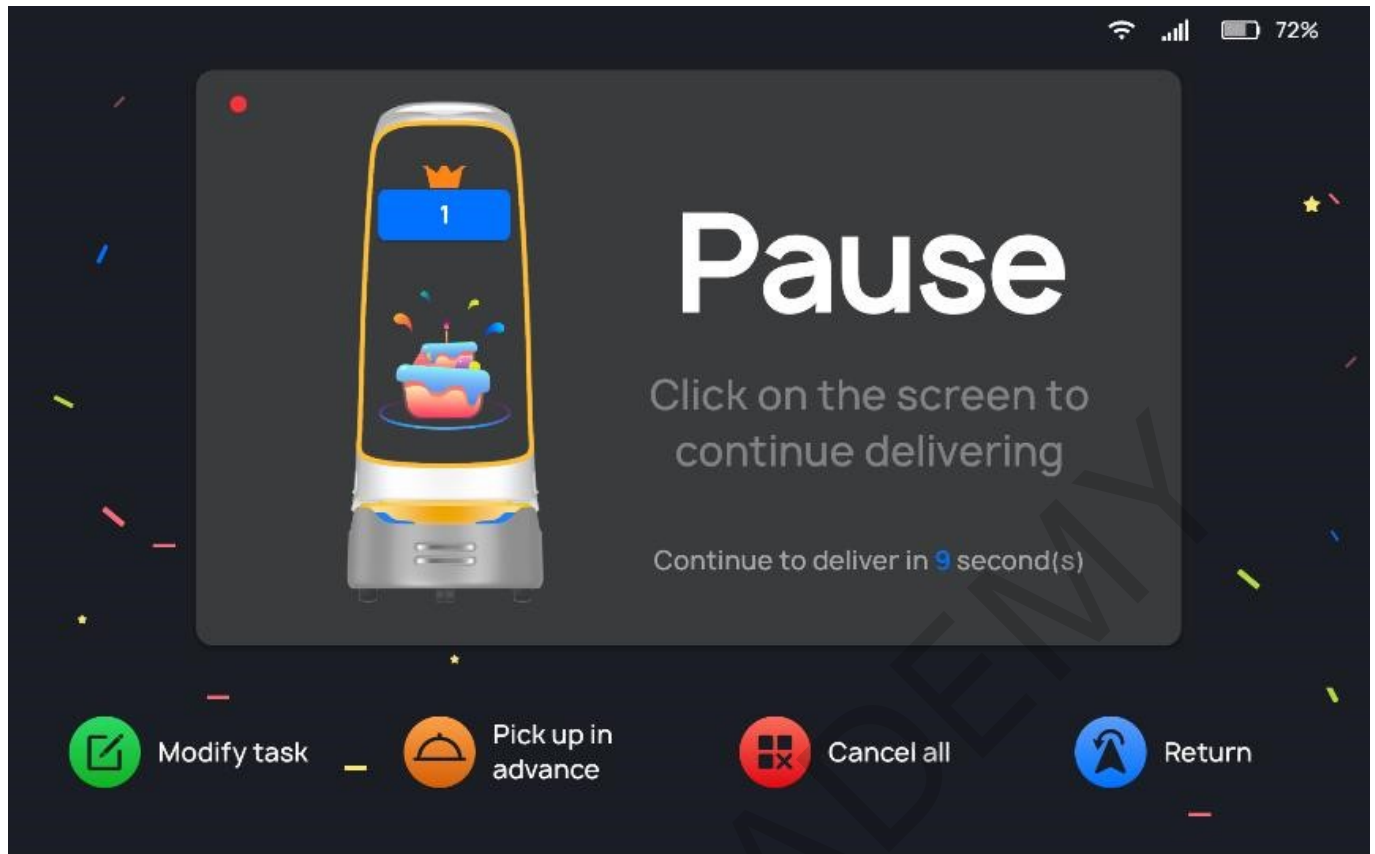 72%
1
Pause
Click on the screen to
continue delivering
Continue to deliver in 9 second(s)
Modify task
Pick up in
advance
Cancel all
Return
ADEMY